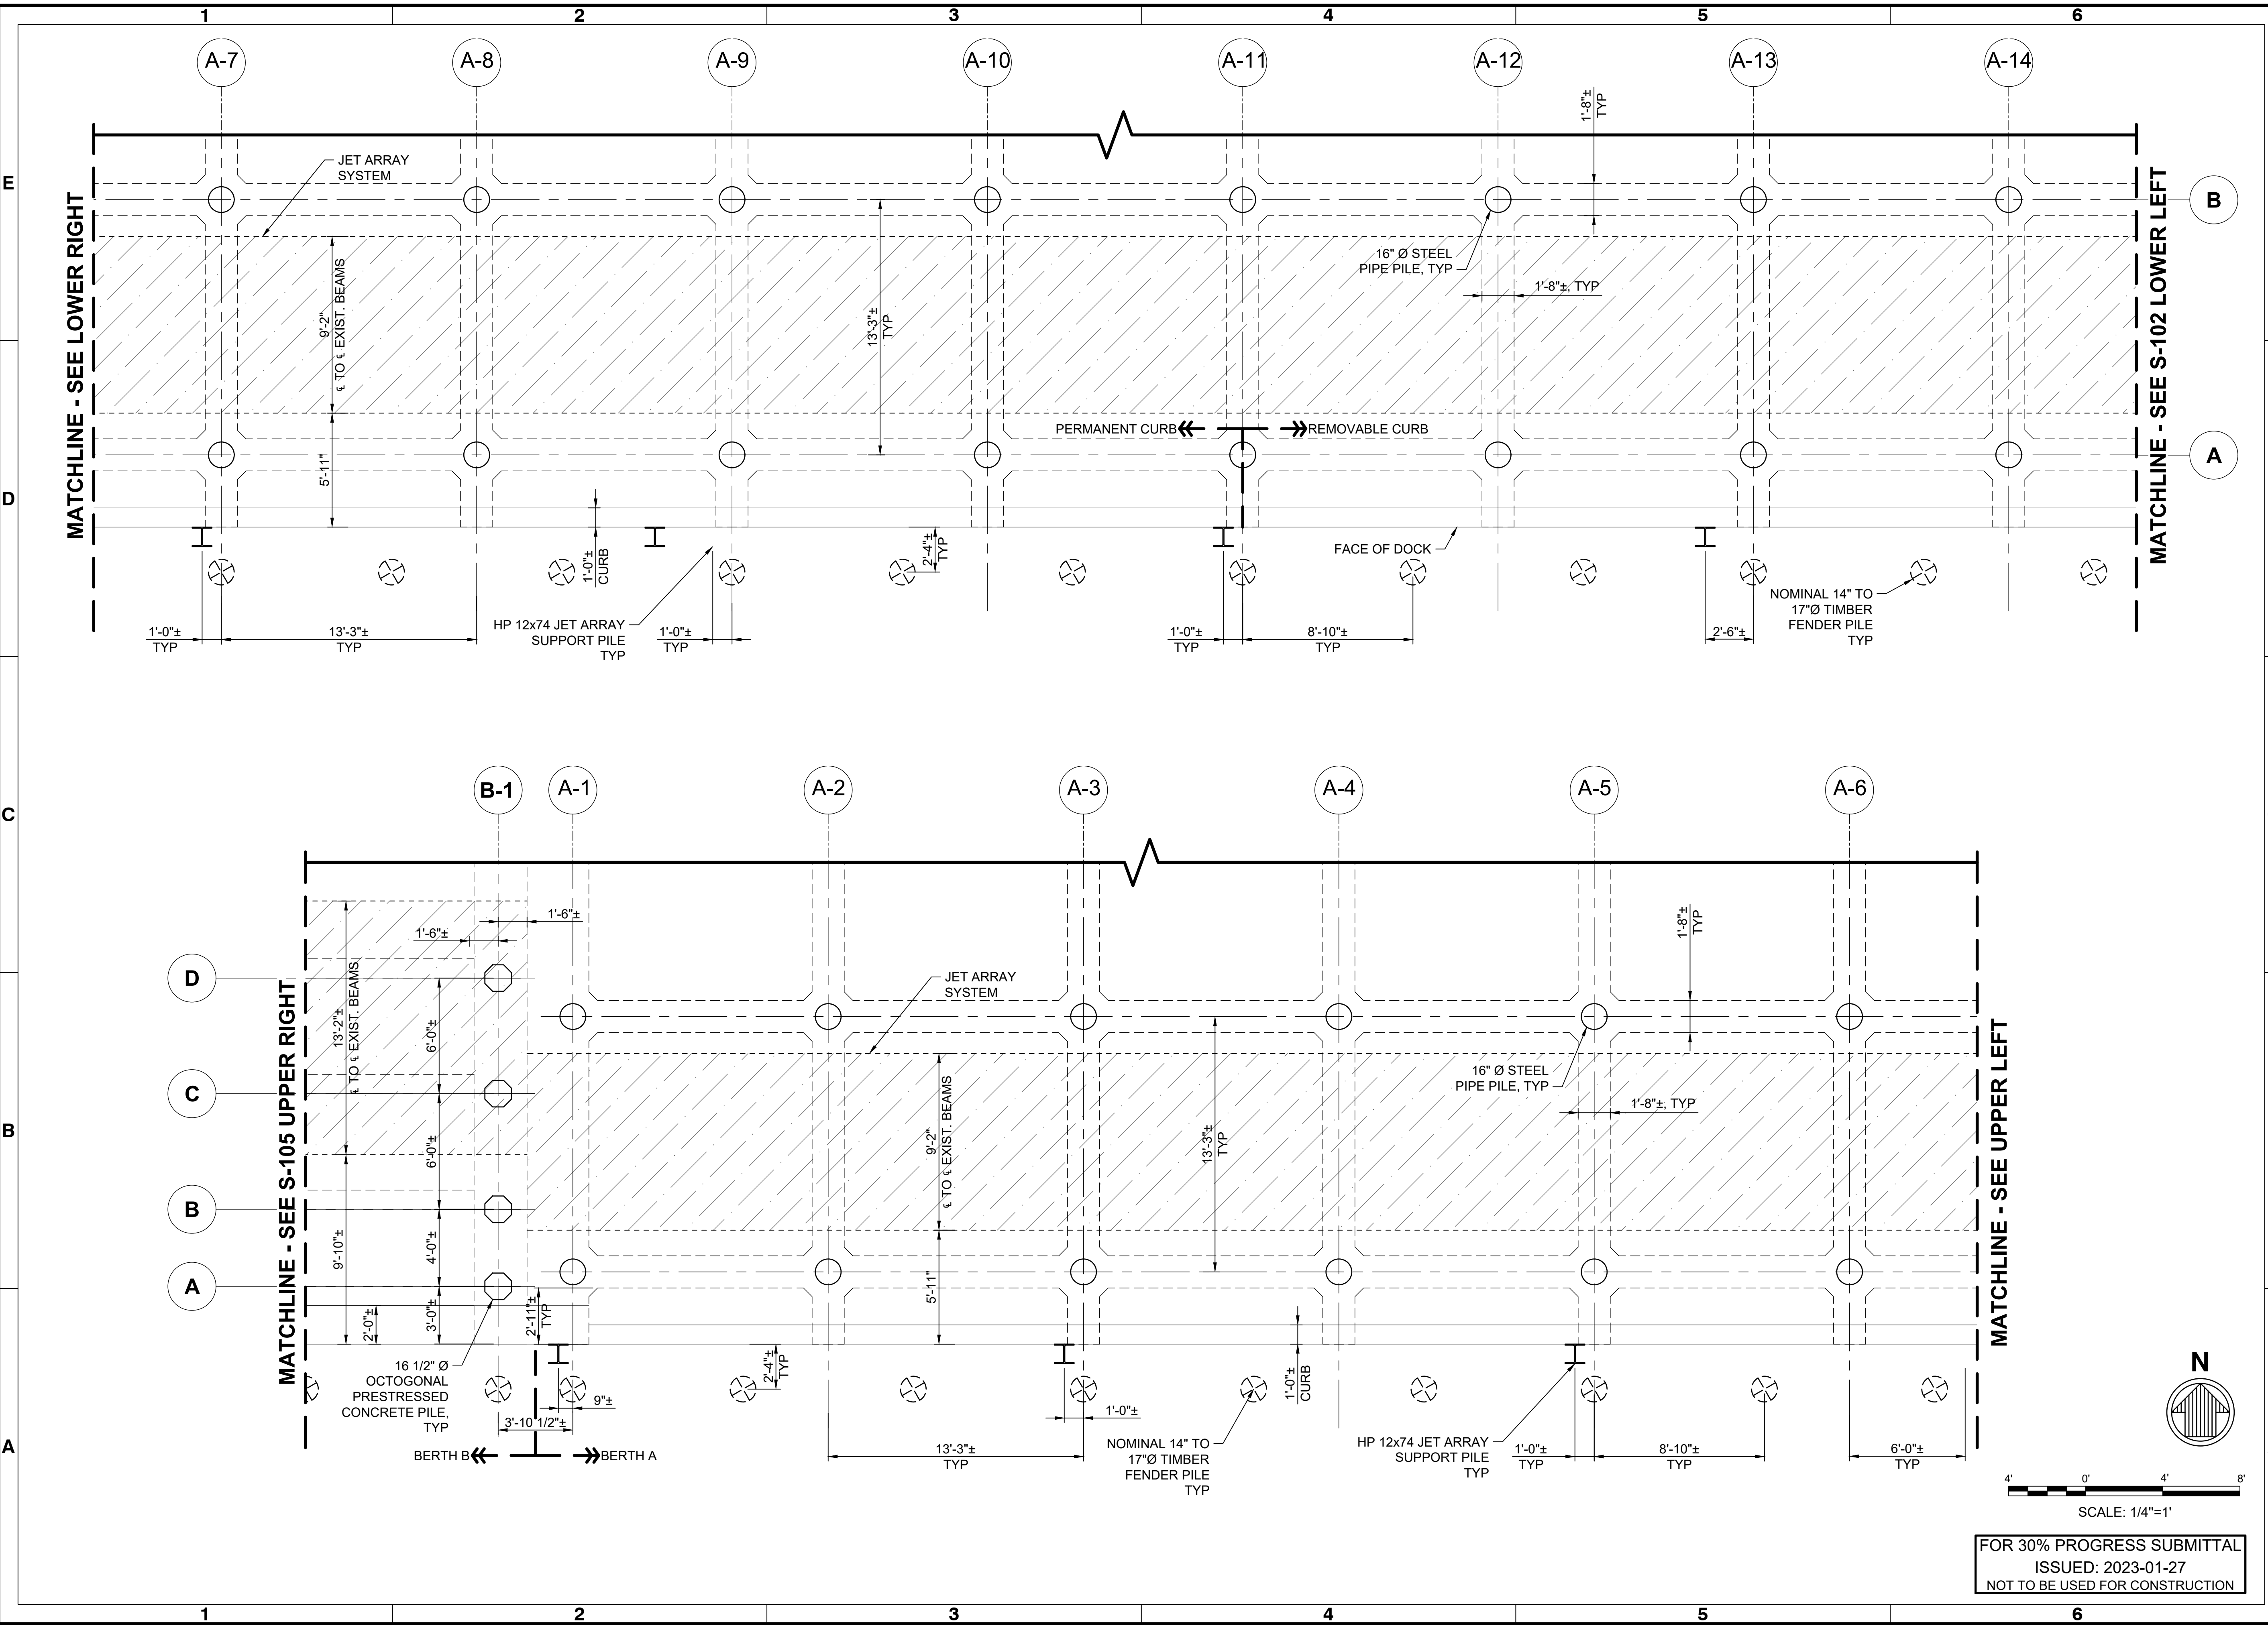 1 2 3 4 5 6
A-7 A-8 A-9 A-10 A-11 A-12 A-13 A-14
1'-8"±
TYP
JET ARRAY
SYSTEM
E
MATCHLINE - SEE LOWER RIGHT
MATCHLINE - SEE S-102 LOWER LEFT
B
16" Ø STEEL
PIPE PILE, TYP
1'-8"±, TYP
9'-2"
℄ TO ℄ EXIST. BEAMS
13'-3"±
TYP
PERMANENT CURB
REMOVABLE CURB
A
5'-11"
D
1'-0"±
CURB
2'-4"±
TYP
FACE OF DOCK
NOMINAL 14" TO
17"Ø TIMBER
FENDER PILE
TYP
HP 12x74 JET ARRAY
SUPPORT PILE
TYP
1'-0"±
TYP
13'-3"±
TYP
1'-0"±
TYP
1'-0"±
TYP
8'-10"±
TYP
2'-6"±
B-1 A-1 A-2 A-3 A-4 A-5 A-6
C
1'-6"±
1'-6"±
1'-8"±
TYP
D
JET ARRAY
SYSTEM
MATCHLINE - SEE S-105 UPPER RIGHT
MATCHLINE - SEE UPPER LEFT
13'-2"±
℄ TO ℄ EXIST. BEAMS
6'-0"±
C
16" Ø STEEL
PIPE PILE, TYP
1'-8"±, TYP
B
6'-0"±
9'-2"
℄ TO ℄ EXIST. BEAMS
13'-3"±
TYP
B
9'-10"±
4'-0"±
A
5'-11"
2'-0"±
3'-0"±
2'-11"±
TYP
16 1/2" Ø
OCTOGONAL
PRESTRESSED
CONCRETE PILE,
TYP
2'-4"±
TYP
1'-0"±
CURB
9"±
3'-10 1/2"±
1'-0"±
A
BERTH B
BERTH A
13'-3"±
TYP
NOMINAL 14" TO
17"Ø TIMBER
FENDER PILE
TYP
HP 12x74 JET ARRAY
SUPPORT PILE
TYP
1'-0"±
TYP
8'-10"±
TYP
6'-0"±
TYP
N
4' 0' 4' 8'
SCALE: 1/4"=1'
FOR 30% PROGRESS SUBMITTAL
ISSUED: 2023-01-27
NOT TO BE USED FOR CONSTRUCTION
1 2 3 4 5 6